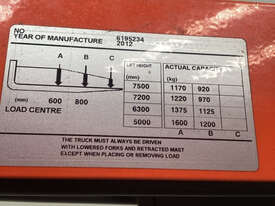 NO 6195234
YEAR OF MANUFACTURE 2012
A B C
LIFT HEIGHT ACTUAL CAPACITY
(mm) (kg)
7500 1170 920
7200 1220 970
6300 1375 1125
5000 1600 1200
(mm) 600 800
LOAD CENTRE
A B C
THE TRUCK MUST ALWAYS BE DRIVEN
WITH LOWERED FORKS AND RETRACTED MAST
EXCEPT WHEN PLACING OR REMOVING LOAD